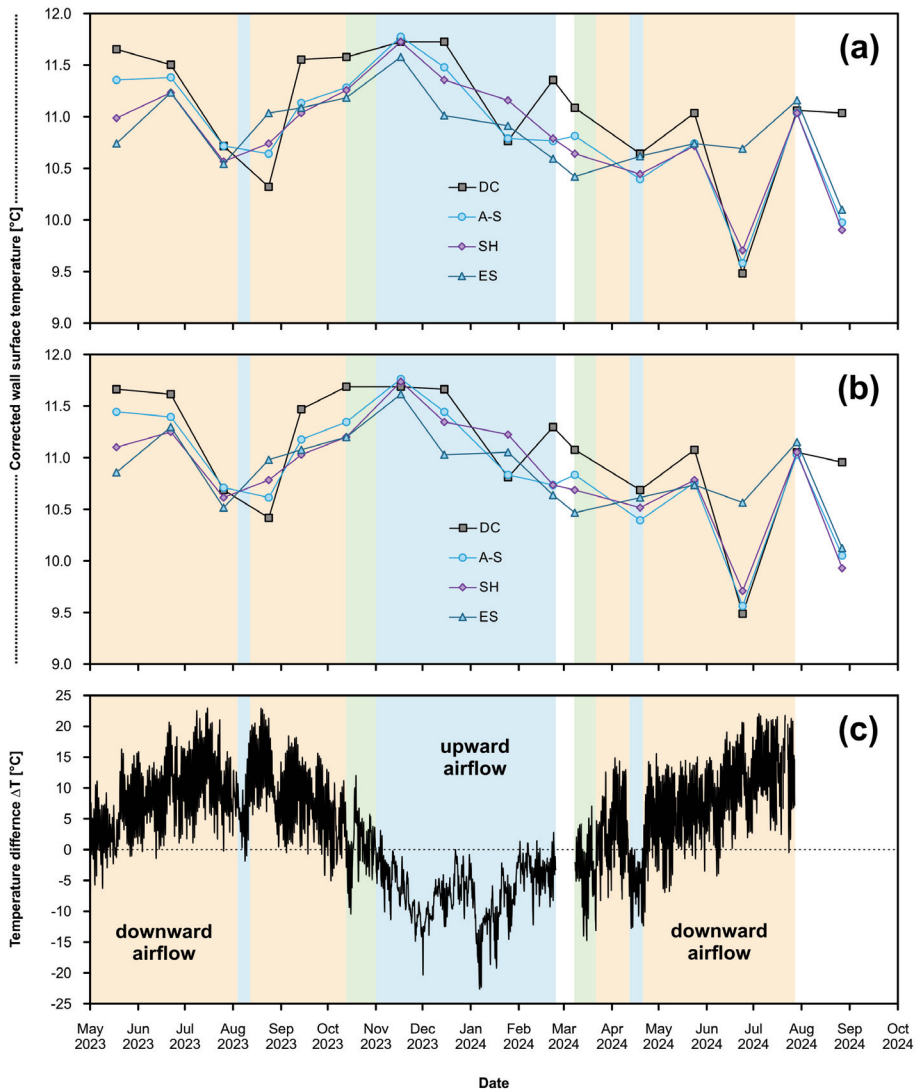 (a)
12.0
11.5
11.0
10.5
10.0
9.5
9.0
DC
A-S
SH
ES
Corrected wall surface temperature [°C]
(b)
12.0
11.5
11.0
10.5
10.0
9.5
9.0
DC
A-S
SH
ES
(c)
25
20
15
10
5
0
-5
-10
-15
-20
-25
Temperature differnce ΔT [°C]
upward
airflow
downward
airflow
downward
airflow
May Jun Jul Aug Sep Oct Nov Dec Jan Feb Mar Apr May Jun Jul Aug Sep Oct
2023 2023 2023 2023 2023 2023 2023 2023 2024 2024 2024 2024 2024 2024 2024 2024 2024 2024
Date